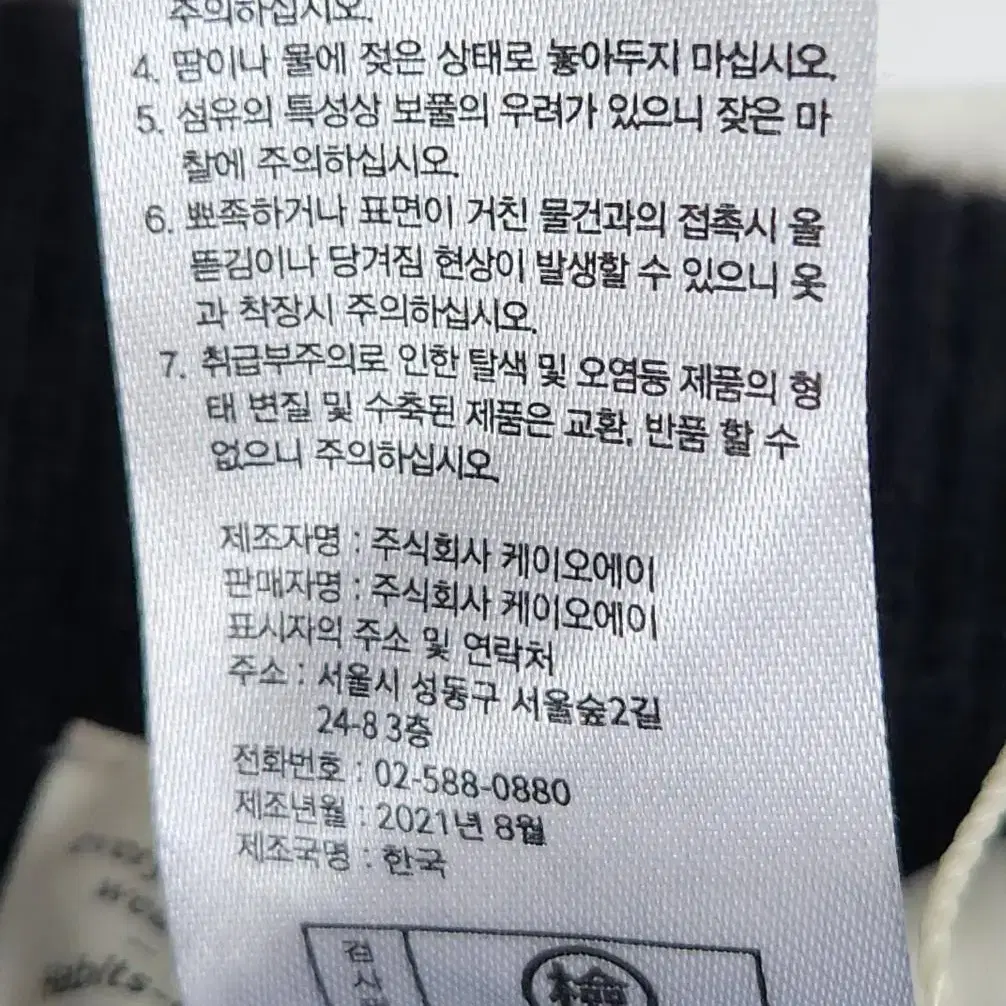 주의하십시오.
4. 땀이나 물에 젖은 상태로 놓아두지 마십시오.
5. 섬유의 특성상 보풀의 우려가 있으니 잦은 마
찰에 주의하십시오.
6. 뾰족하거나 표면이 거친 물건과의 접촉시 올
뜯김이나 당겨짐 현상이 발생할 수 있으니 옷
과 착장시 주의하십시오.
7. 취급부주의로 인한 탈색 및 오염등 제품의 형
태 변질 및 수축된 제품은 교환, 반품 할 수
없으니 주의하십시오.
제조자명 : 주식회사 케이오에이
판매자명 : 주식회사 케이오에이
표시자의 주소 및 연락처
주소 : 서울시 성동구 서울숲2길
24-8 3층
전화번호 : 02-588-0880
제조년월 : 2021년 8월
제조국명 : 한국
검사
檢
habits